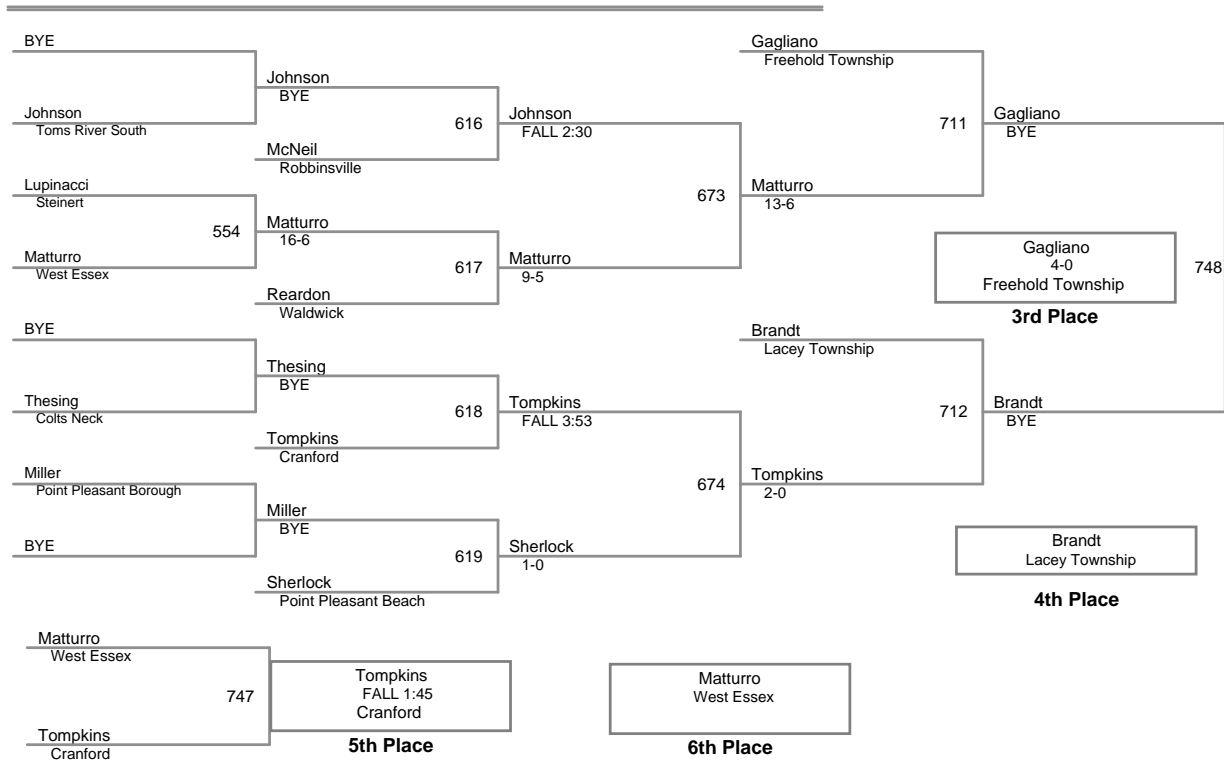 BYE
Johnson
Toms River South
Johnson
BYE
616
McNeil
Robbinsville
Johnson
FALL 2:30
Lupinacci
Steinert
554
Matturro
West Essex
Matturro
16-6
617
Reardon
Waldwick
Matturro
9-5
673
Matturro
13-6
Gagliano
Freehold Township
711
Gagliano
BYE
BYE
Thesing
Colts Neck
Thesing
BYE
618
Tompkins
Cranford
Tompkins
FALL 3:53
Miller
Point Pleasant Borough
BYE
Miller
BYE
619
Sherlock
Point Pleasant Beach
Sherlock
1-0
674
Tompkins
2-0
Brandt
Lacey Township
712
Brandt
BYE
748
Gagliano
4-0
Freehold Township
3rd Place
Brandt
Lacey Township
4th Place
Matturro
West Essex
747
Tompkins
Cranford
Tompkins
FALL 1:45
Cranford
5th Place
Matturro
West Essex
6th Place